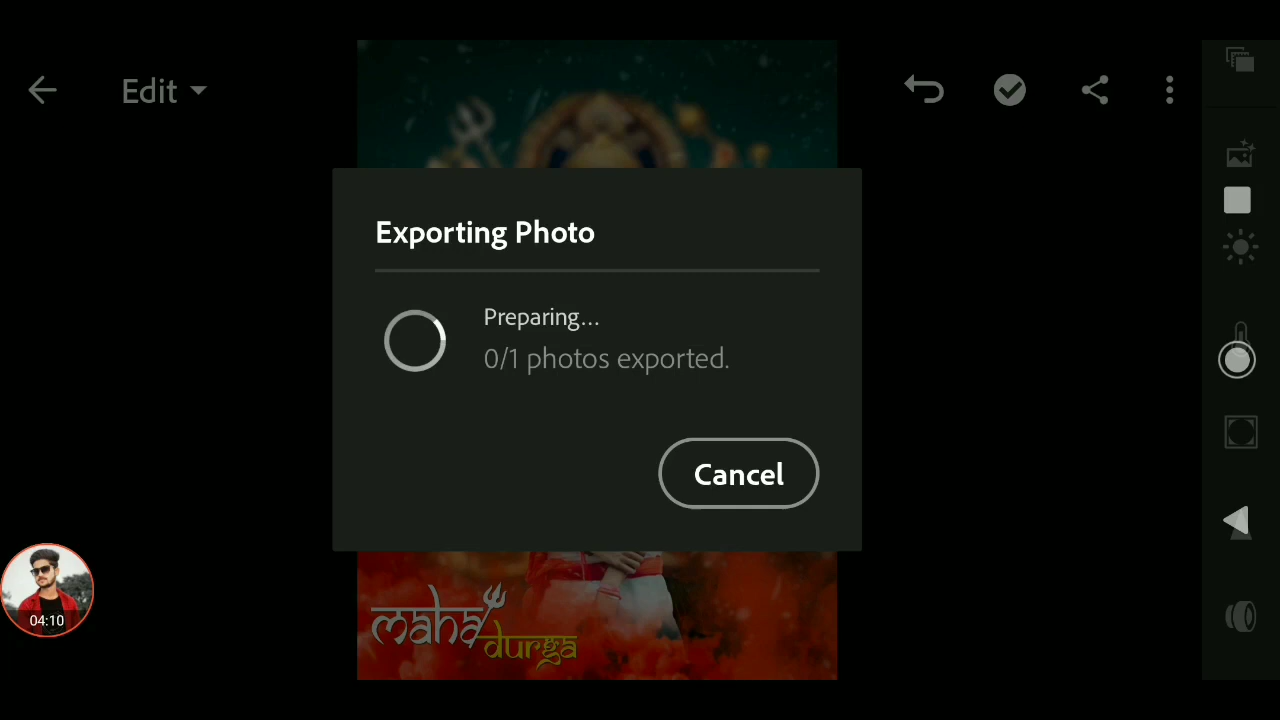 Edit
Exporting Photo
Preparing...
0/1 photos exported.
Cancel
maha
durga
04:10